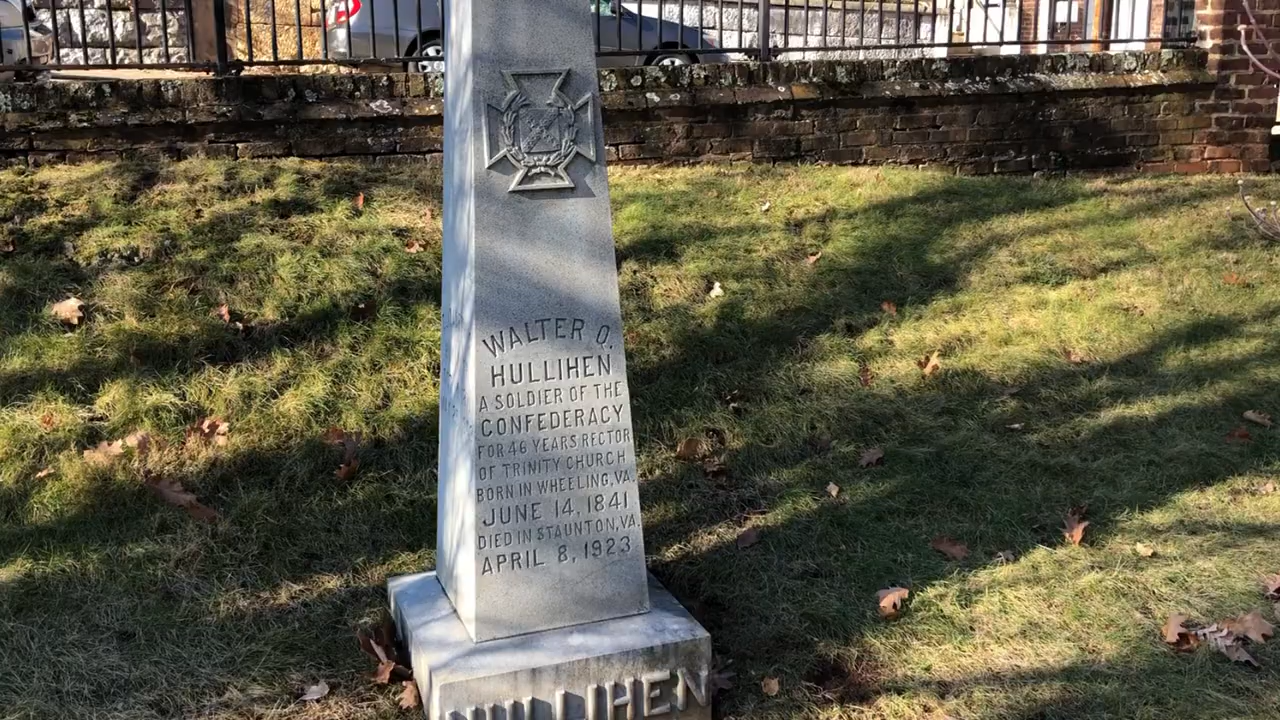 WALTER Q.
HULLIHEN
A SOLDIER OF THE
CONFEDERACY
FOR 46 YEARS RECTOR
OF TRINITY CHURCH
BORN IN WHEELING, VA.
JUNE 14, 1841
DIED IN STAUNTON, VA.
APRIL 8, 1923
HULLIHEN